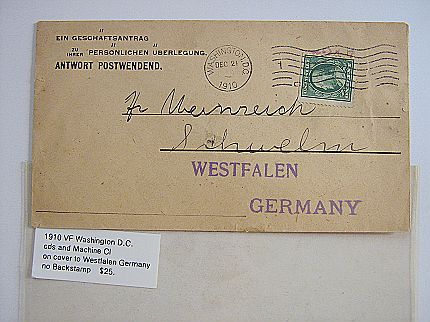 EIN GESCHÄFTSANTRAG
" "
ZU IHRER PERSÖNLICHEN ÜBERLEGUNG.
" "
ANTWORT POSTWENDEND.
WASHINGTON, D.C.
DEC 21
1910
Fr Weinreich
Schwelm
WESTFALEN
GERMANY
1910 VF Washington D.C.
cds and Machine Cl
on cover to Westfalen Germany
no Backstamp $25.